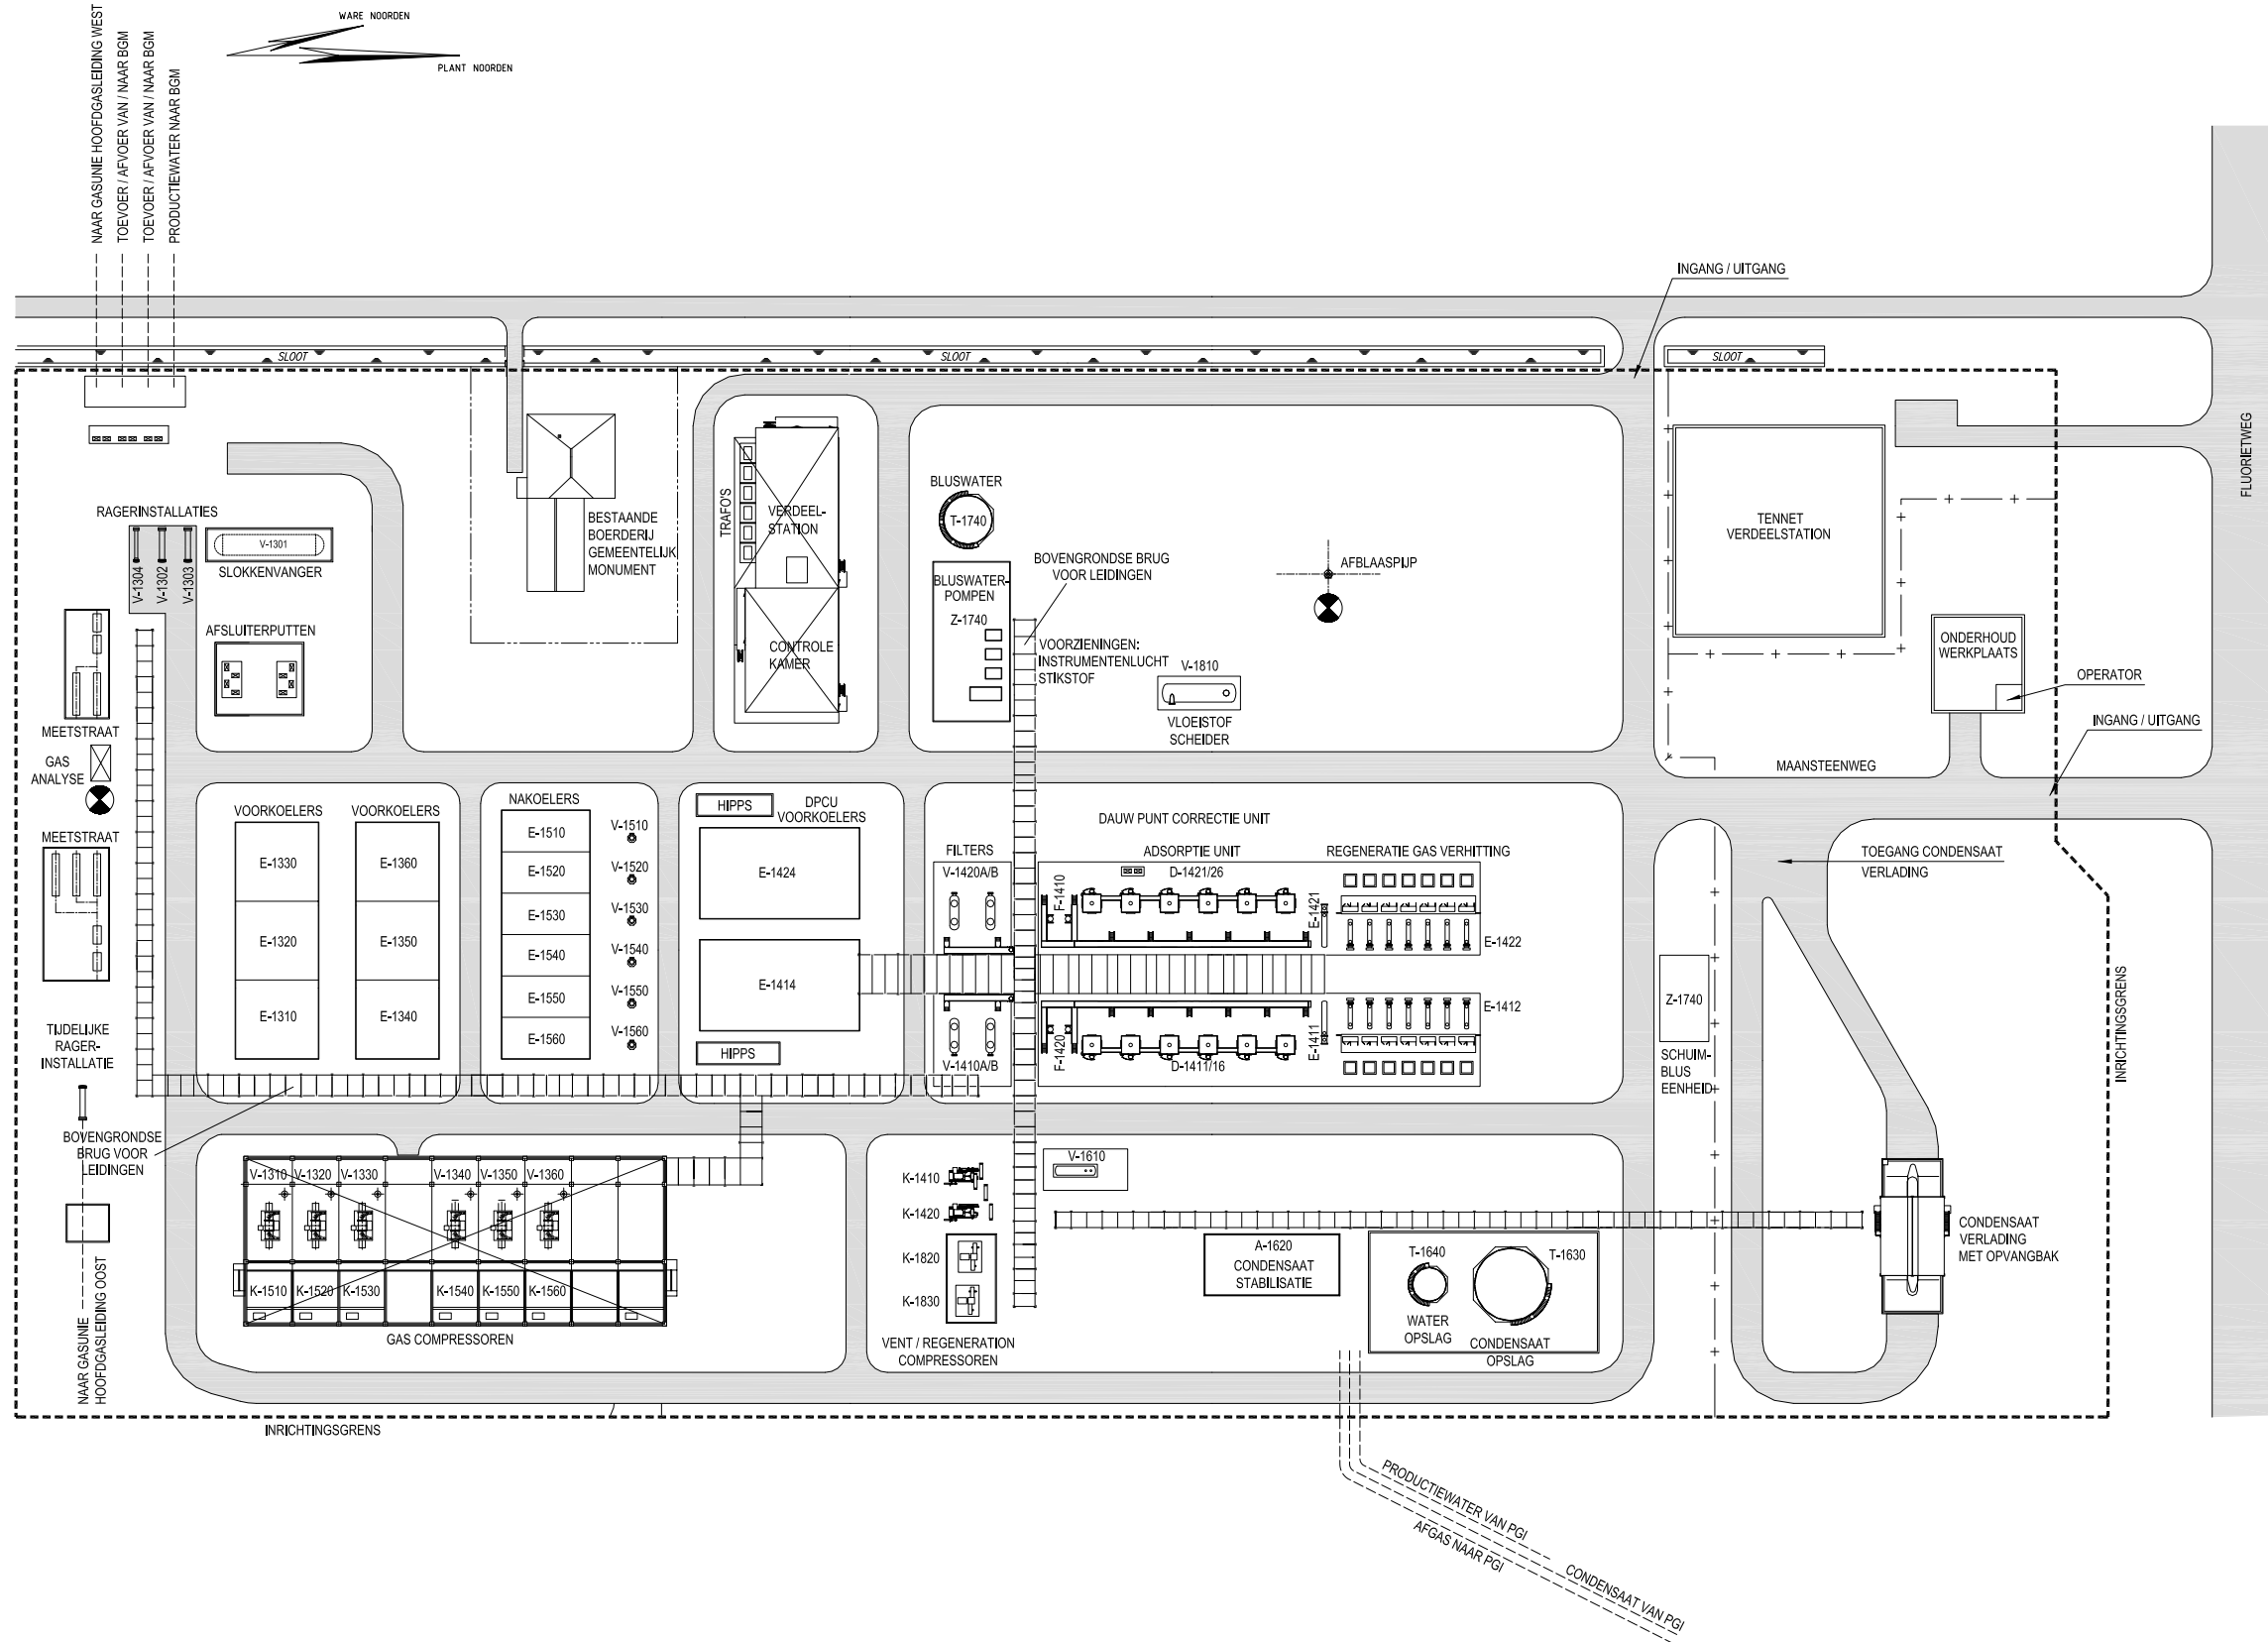 WARE NOORDEN
PLANT NOORDEN
NAAR GASUNIE HOOFDGASLEIDING WEST
TOEVOER / AFVOER VAN / NAAR BGM
TOEVOER / AFVOER VAN / NAAR BGM
PRODUCTIEWATER NAAR BGM
INGANG / UITGANG
SLOOT
SLOOT
SLOOT
FLUORIETWEG
RAGERINSTALLATIES
V-1304
V-1302
V-1303
V-1301
SLOKKENVANGER
AFSLUITERPUTTEN
BESTAANDE
BOERDERIJ
GEMEENTELIJK
MONUMENT
TRAFO'S
VERDEEL-
STATION
CONTROLE
KAMER
BLUSWATER
T-1740
BLUSWATER-
POMPEN
Z-1740
BOVENGRONDSE BRUG
VOOR LEIDINGEN
VOORZIENINGEN:
INSTRUMENTENLUCHT
STIKSTOF
V-1810
VLOEISTOF
SCHEIDER
AFBLAASPIJP
TENNET
VERDEELSTATION
ONDERHOUD
WERKPLAATS
OPERATOR
INGANG / UITGANG
MAANSTEENWEG
MEETSTRAAT
GAS
ANALYSE
MEETSTRAAT
VOORKOELERS
E-1330
E-1320
E-1310
VOORKOELERS
E-1360
E-1350
E-1340
NAKOELERS
E-1510
E-1520
E-1530
E-1540
E-1550
E-1560
V-1510
V-1520
V-1530
V-1540
V-1550
V-1560
HIPPS
DPCU
VOORKOELERS
E-1424
E-1414
HIPPS
FILTERS
V-1420A/B
V-1410A/B
DAUW PUNT CORRECTIE UNIT
ADSORPTIE UNIT
D-1421/26
F-1410
E-1421
REGENERATIE GAS VERHITTING
E-1422
E-1412
F-1420
D-1411/16
E-1411
TOEGANG CONDENSAAT
VERLADING
Z-1740
SCHUIM-
BLUS
EENHEID
INRICHTINGSGRENS
TIJDELIJKE
RAGER-
INSTALLATIE
BOVENGRONDSE
BRUG VOOR
LEIDINGEN
NAAR GASUNIE
HOOFDGASLEIDING OOST
V-1310
V-1320
V-1330
V-1340
V-1350
V-1360
K-1510
K-1520
K-1530
K-1540
K-1550
K-1560
GAS COMPRESSOREN
K-1410
K-1420
K-1820
K-1830
VENT / REGENERATION
COMPRESSOREN
V-1610
A-1620
CONDENSAAT
STABILISATIE
T-1640
WATER
OPSLAG
T-1630
CONDENSAAT
OPSLAG
CONDENSAAT
VERLADING
MET OPVANGBAK
INRICHTINGSGRENS
PRODUCTIEWATER VAN PGI
AFGAS NAAR PGI
CONDENSAAT VAN PGI